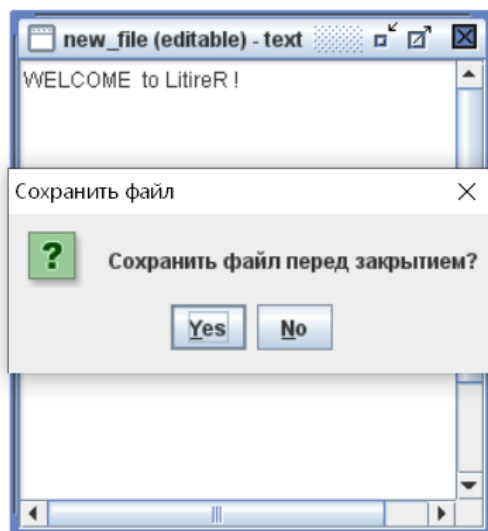 new_file (editable) - text
WELCOME to LitireR !
Сохранить файл
?
Сохранить файл перед закрытием?
Yes No